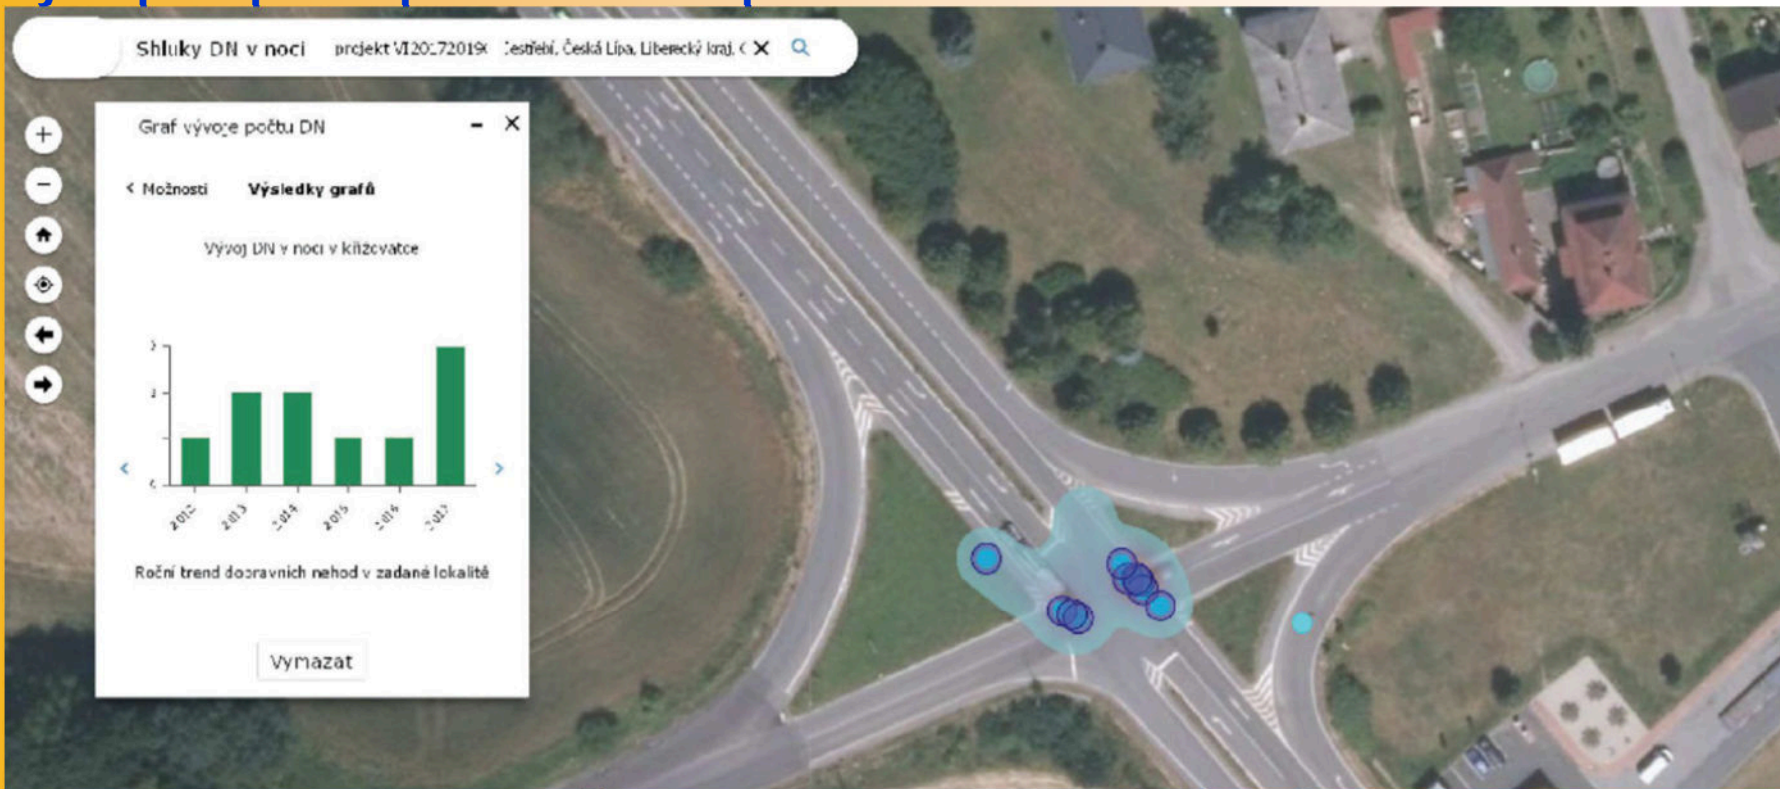 Shluky DN v noci
Česká Lípa, Liberecký kraj,
Graf vývoje počtu DN
Možnosti Výsledky grafů
Vývoj DN v noci v křižovatce
2012 2013 2014 2015 2016 2017
Roční trend dopravních nehod v zadané lokalitě
Vymazat